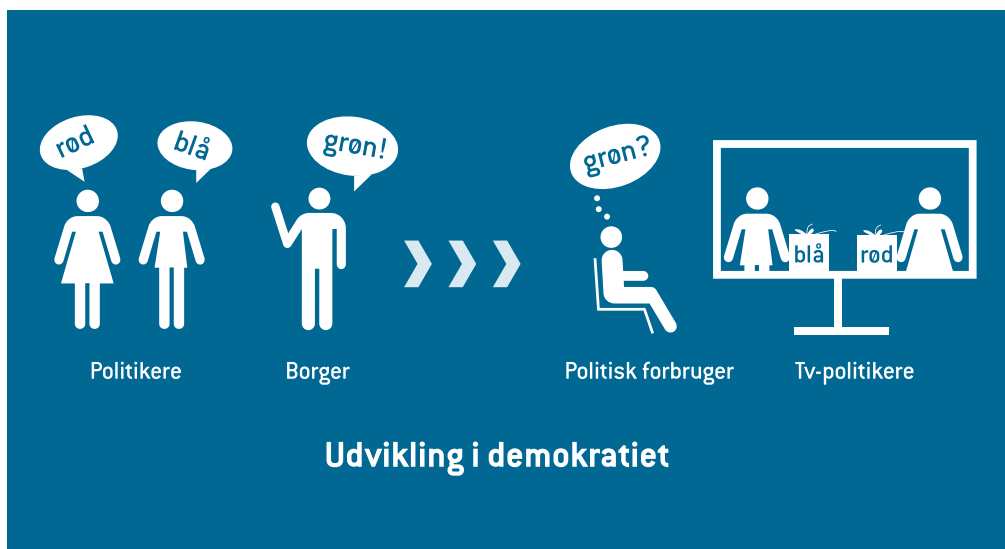 rød
blå
grøn!
grøn?
blå
rød
Politikere
Borger
Politisk forbruger
Tv-politikere
Udvikling i demokratiet